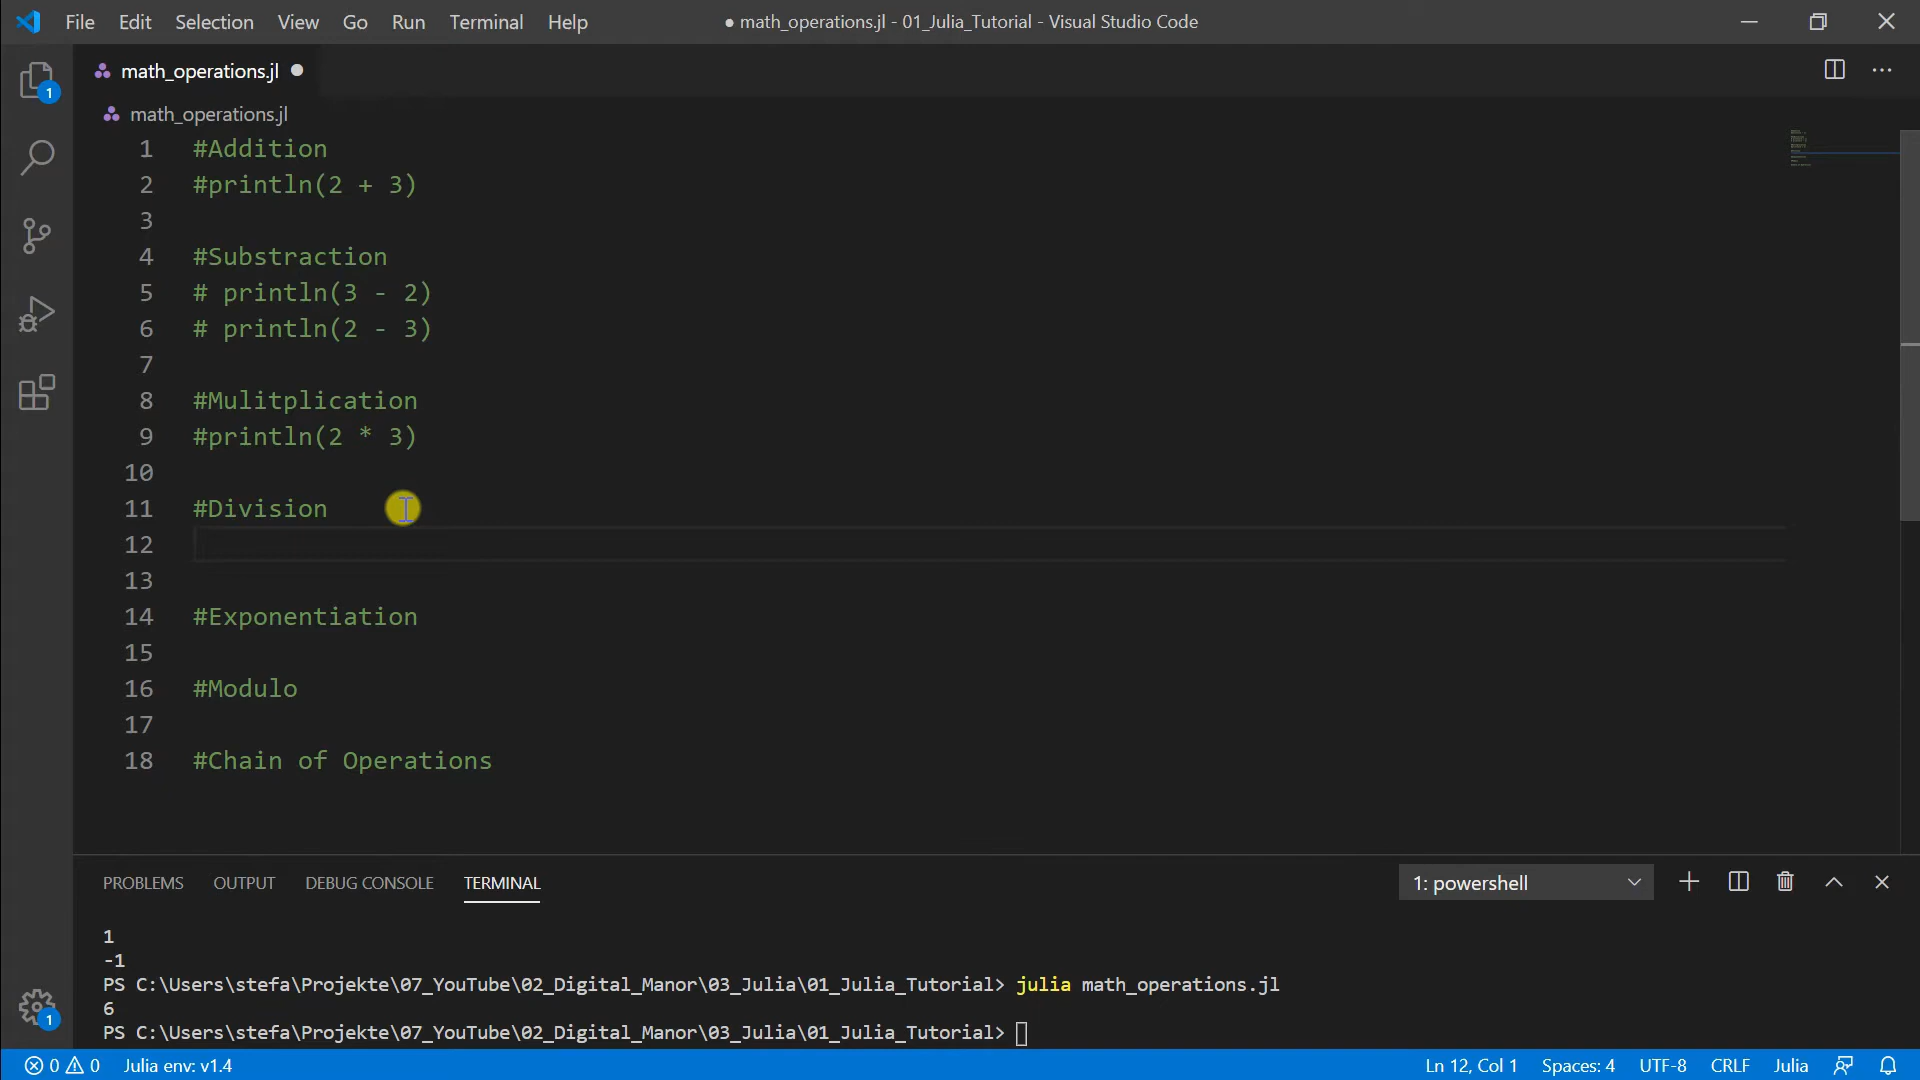 File Edit Selection View Go Run Terminal Help ● math_operations.jl - 01_Julia_Tutorial - Visual Studio Code
math_operations.jl
math_operations.jl
1 #Addition
2 #println(2 + 3)
3
4 #Substraction
5 # println(3 - 2)
6 # println(2 - 3)
7
8 #Mulitplication
9 #println(2 * 3)
10
11 #Division
12
13
14 #Exponentiation
15
16 #Modulo
17
18 #Chain of Operations
PROBLEMS OUTPUT DEBUG CONSOLE TERMINAL 1: powershell
1
-1
PS C:\Users\stefa\Projekte\07_YouTube\02_Digital_Manor\03_Julia\01_Julia_Tutorial> julia math_operations.jl
6
PS C:\Users\stefa\Projekte\07_YouTube\02_Digital_Manor\03_Julia\01_Julia_Tutorial>
1
1
0 0 Julia env: v1.4 Ln 12, Col 1 Spaces: 4 UTF-8 CRLF Julia